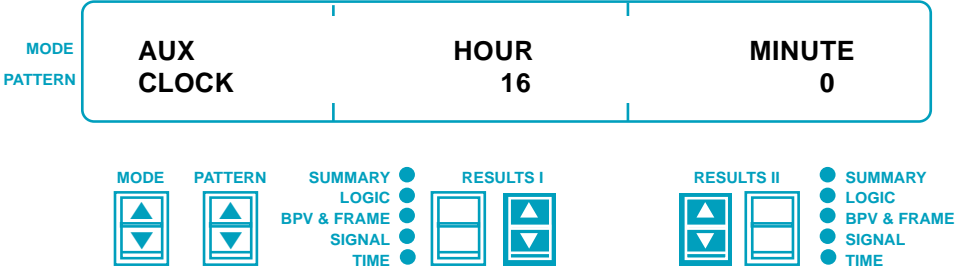 MODE AUX HOUR MINUTE
PATTERN CLOCK 16 0
MODE PATTERN SUMMARY RESULTS I RESULTS II SUMMARY
LOGIC LOGIC
BPV & FRAME BPV & FRAME
SIGNAL SIGNAL
TIME TIME